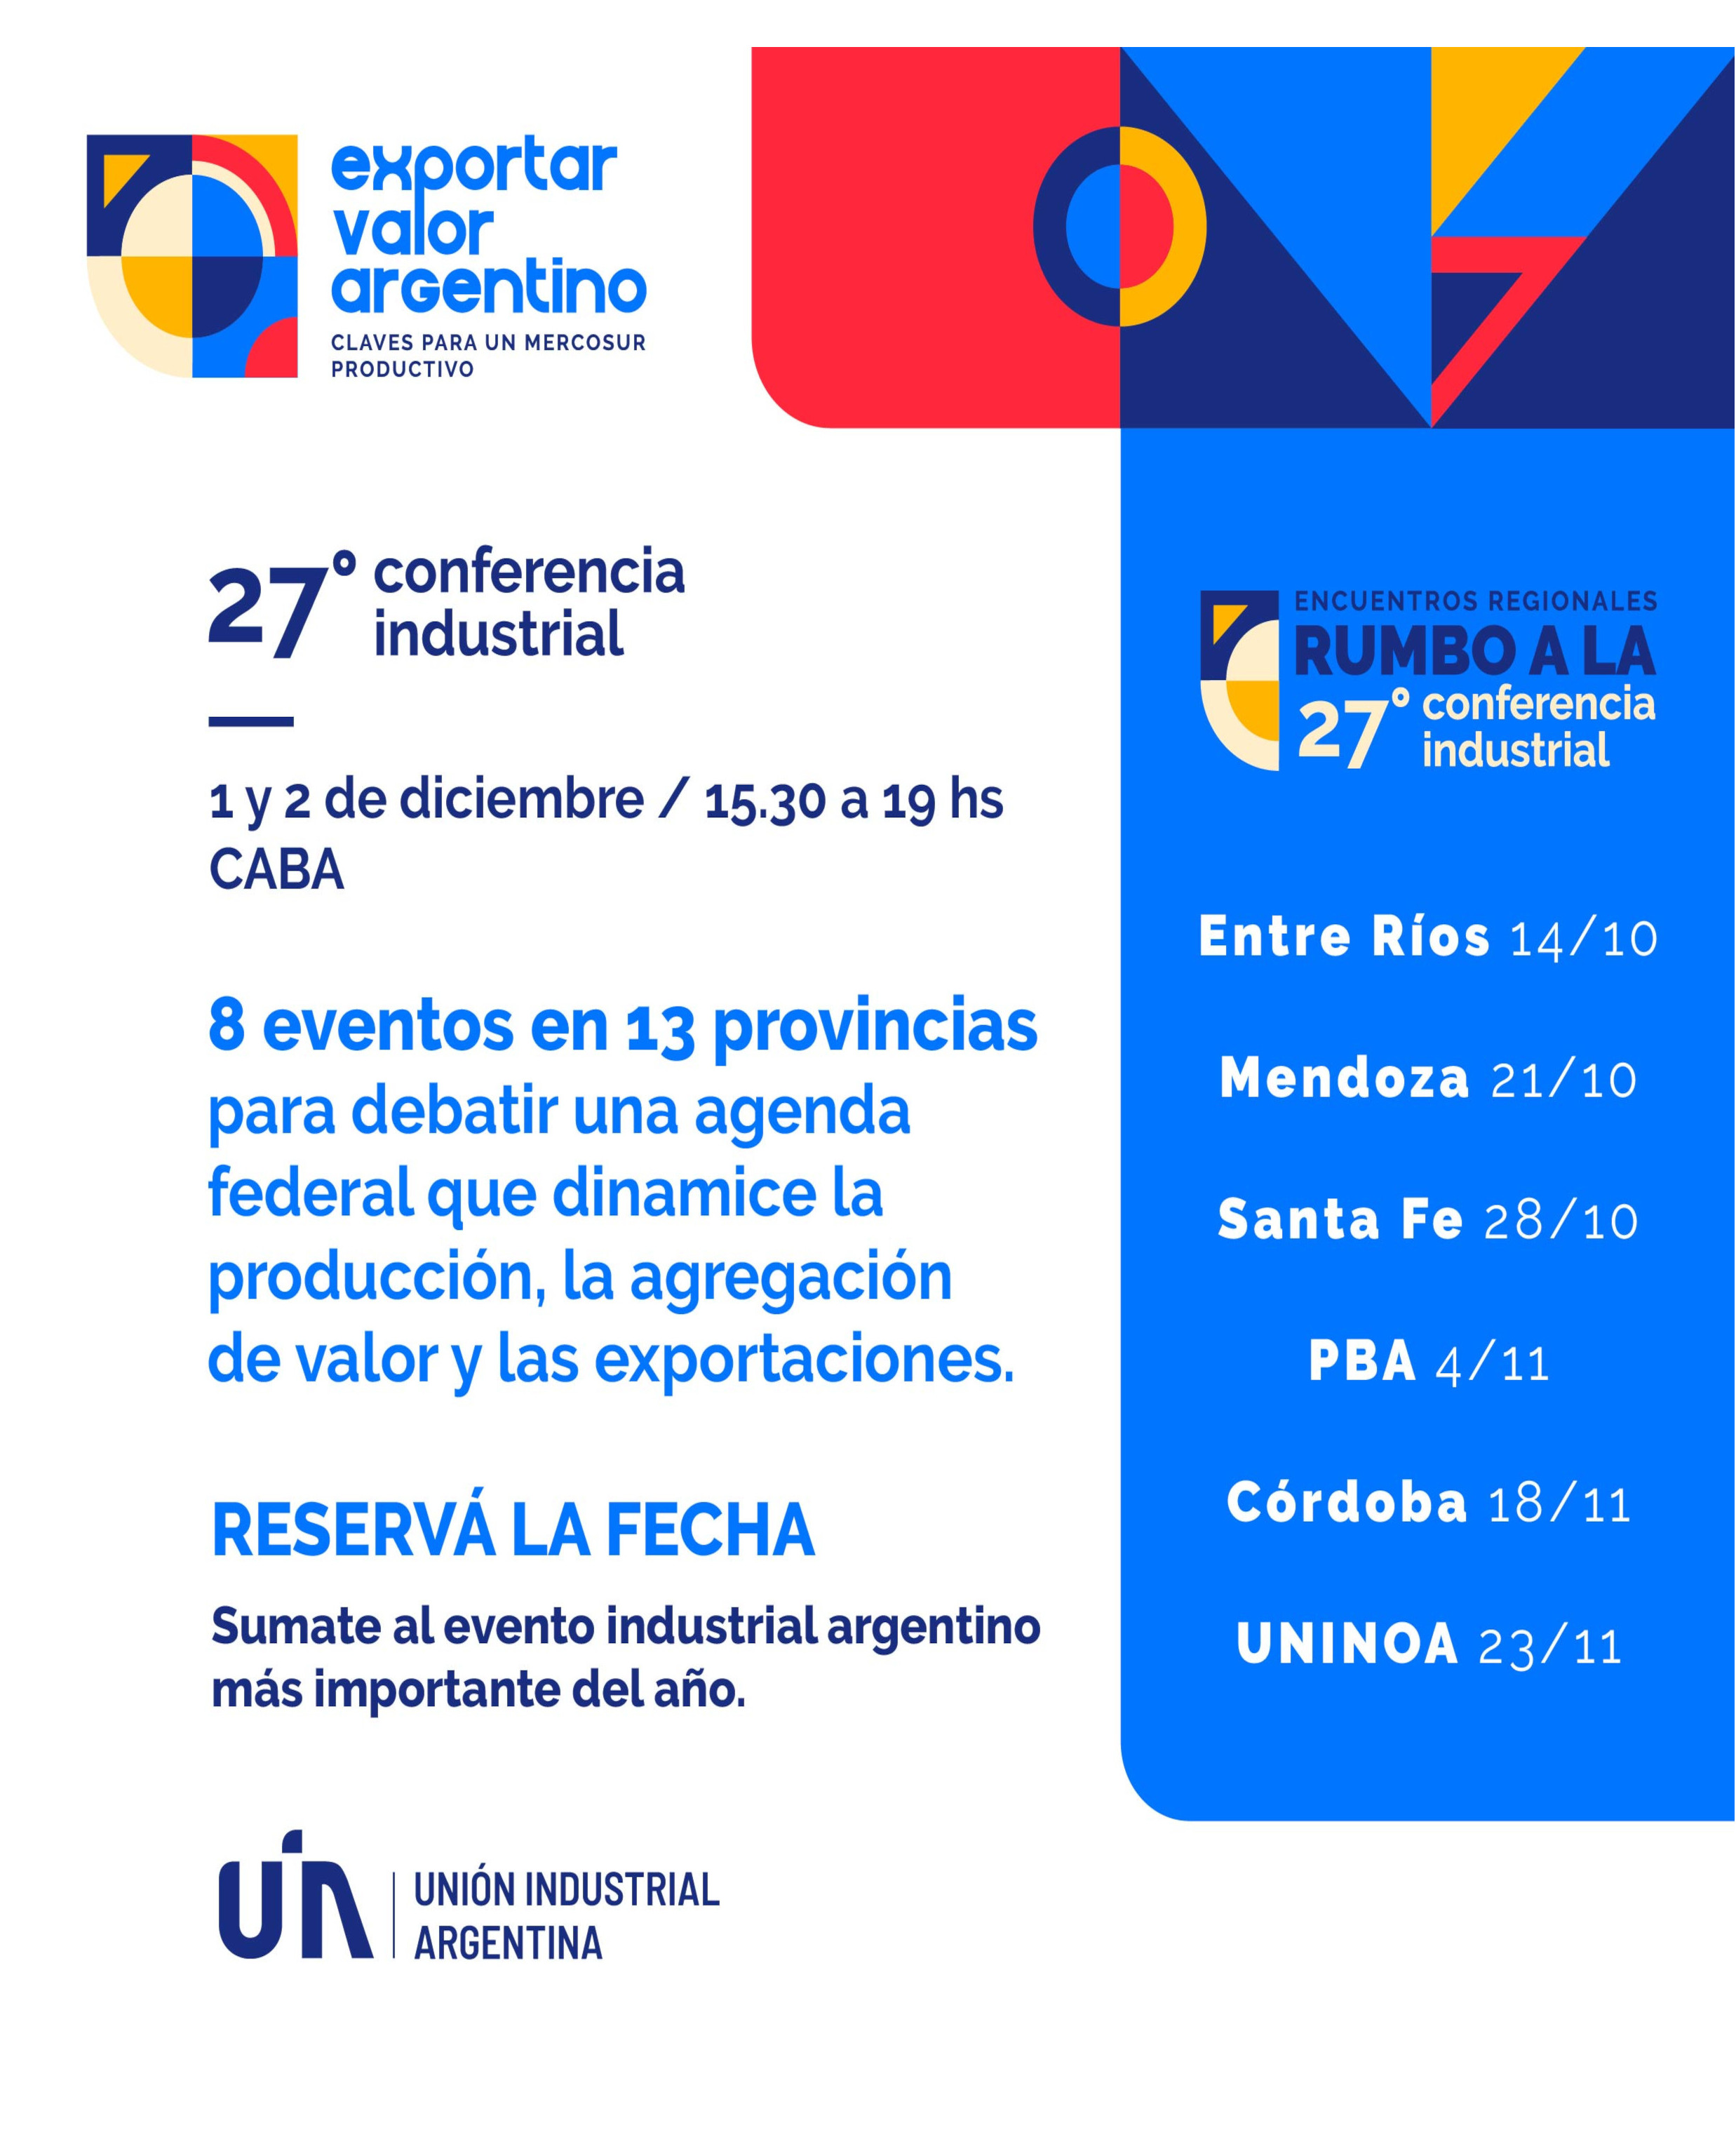 exportar
valor
argentino
CLAVES PARA UN MERCOSUR
PRODUCTIVO
27° conferencia
industrial
1 y 2 de diciembre / 15.30 a 19 hs
CABA
8 eventos en 13 provincias
para debatir una agenda
federal que dinamice la
producción, la agregación
de valor y las exportaciones.
RESERVÁ LA FECHA
Sumate al evento industrial argentino
más importante del año.
UNIÓN INDUSTRIAL
ARGENTINA
ENCUENTROS REGIONALES
RUMBO A LA
27° conferencia
industrial
Entre Ríos 14/10
Mendoza 21/10
Santa Fe 28/10
PBA 4/11
Córdoba 18/11
UNINOA 23/11